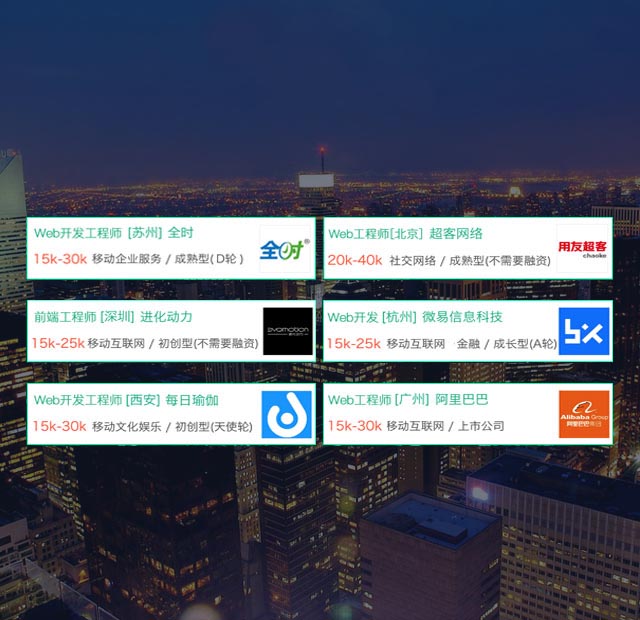 Web开发工程师 [苏州] 全时
15k-30k 移动企业服务 / 成熟型( D轮 )
全时®
Web工程师[北京] 超客网络
20k-40k 社交网络 / 成熟型(不需要融资)
用友超客
chaoke
前端工程师 [深圳] 进化动力
15k-25k 移动互联网 / 初创型(不需要融资)
evomotion
Web开发 [杭州] 微易信息科技
15k-25k 移动互联网 ·金融 / 成长型(A轮)
Web开发工程师 [西安] 每日瑜伽
15k-30k 移动文化娱乐 / 初创型(天使轮)
Web工程师 [广州] 阿里巴巴
15k-30k 移动互联网 / 上市公司
Alibaba Group
阿里巴巴集团